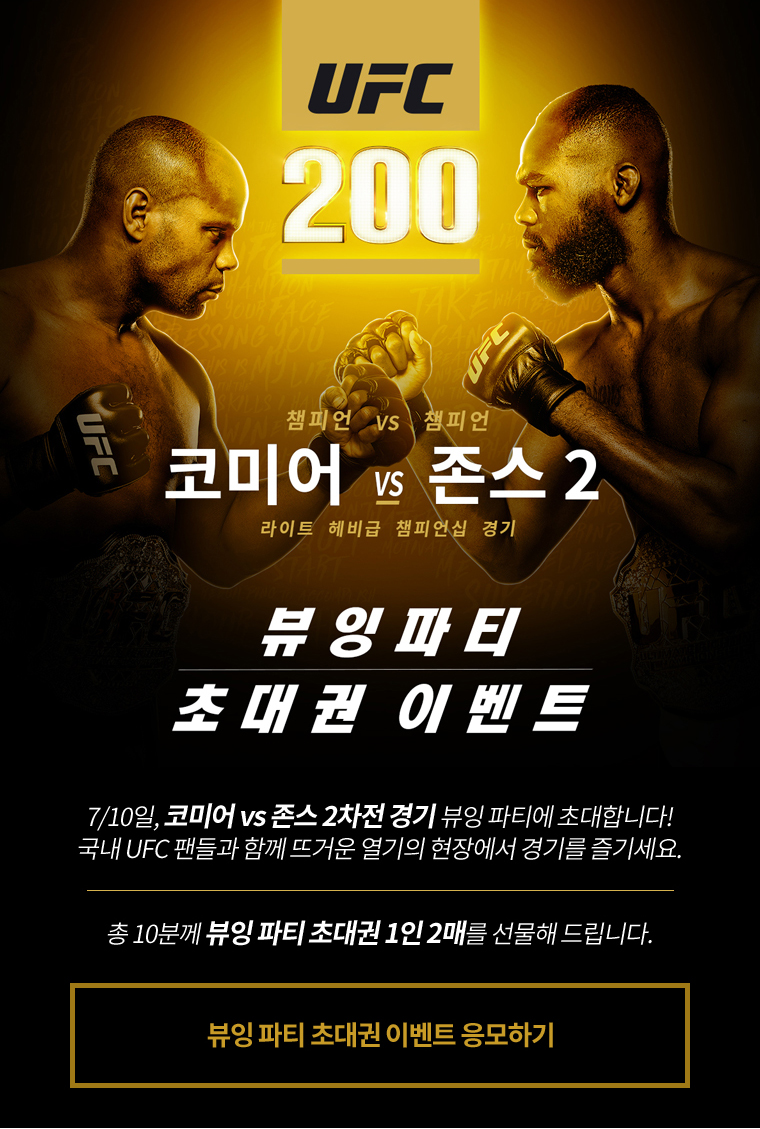 UFC
200
챔피언 vs 챔피언
코미어 vs 존스 2
라이트 헤비급 챔피언십 경기
UFC
UFC
뷰잉파티
초대권 이벤트
7/10일, 코미어 vs 존스 2차전 경기 뷰잉 파티에 초대합니다!
국내 UFC 팬들과 함께 뜨거운 열기의 현장에서 경기를 즐기세요.
총 10분께 뷰잉 파티 초대권 1인 2매를 선물해 드립니다.
뷰잉 파티 초대권 이벤트 응모하기